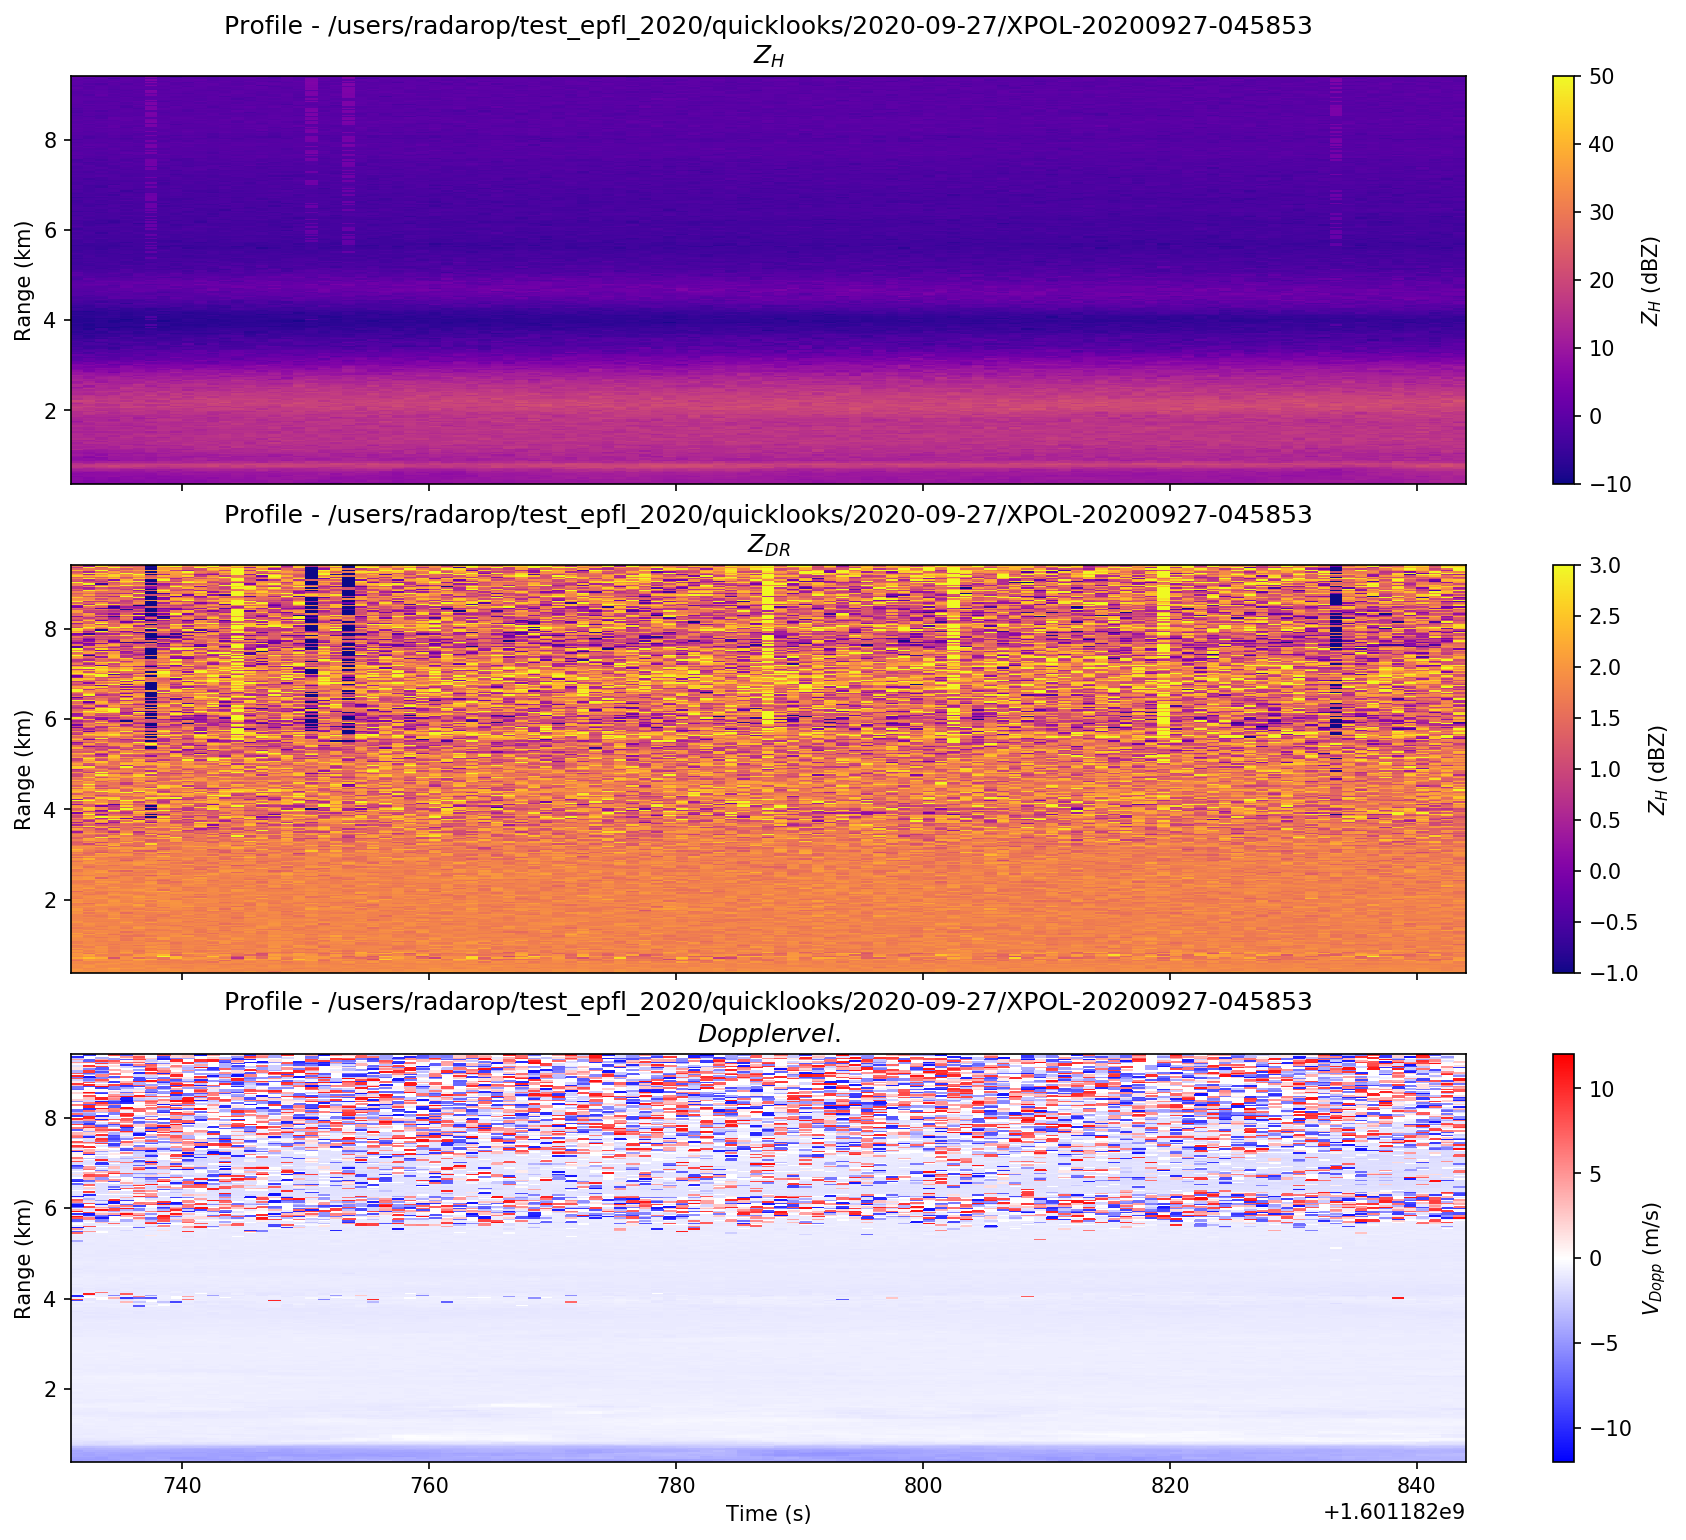 Profile - /users/radarop/test_epfl_2020/quicklooks/2020-09-27/XPOL-20200927-045853
Z_H
8
6
4
2
Range (km)
50
40
30
20
10
0
−10
Z_H (dBZ)
Profile - /users/radarop/test_epfl_2020/quicklooks/2020-09-27/XPOL-20200927-045853
Z_DR
8
6
4
2
Range (km)
3.0
2.5
2.0
1.5
1.0
0.5
0.0
−0.5
−1.0
Z_H (dBZ)
Profile - /users/radarop/test_epfl_2020/quicklooks/2020-09-27/XPOL-20200927-045853
Dopplervel.
8
6
4
2
Range (km)
10
5
0
−5
−10
V_Dopp (m/s)
740 760 780 800 820 840
Time (s)
+1.601182e9